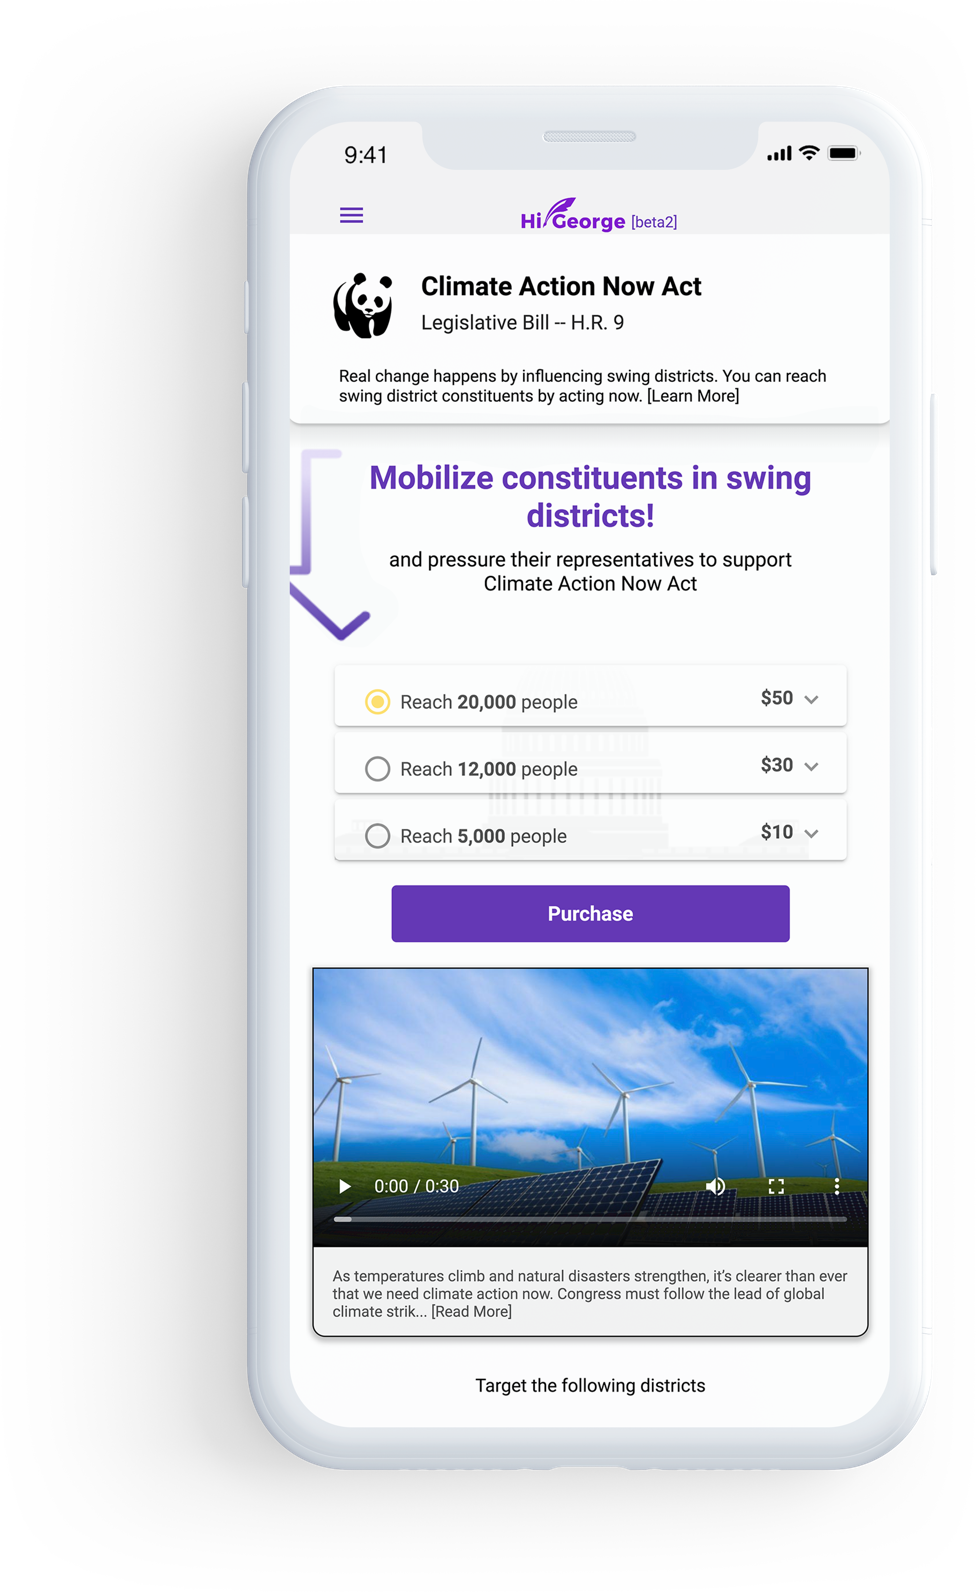 9:41
Hi George [beta2]
Climate Action Now Act
Legislative Bill -- H.R. 9
Real change happens by influencing swing districts. You can reach
swing district constituents by acting now. [Learn More]
Mobilize constituents in swing
districts!
and pressure their representatives to support
Climate Action Now Act
Reach 20,000 people $50
Reach 12,000 people $30
Reach 5,000 people $10
Purchase
0:00 / 0:30
As temperatures climb and natural disasters strengthen, it's clearer than ever
that we need climate action now. Congress must follow the lead of global
climate strik... [Read More]
Target the following districts